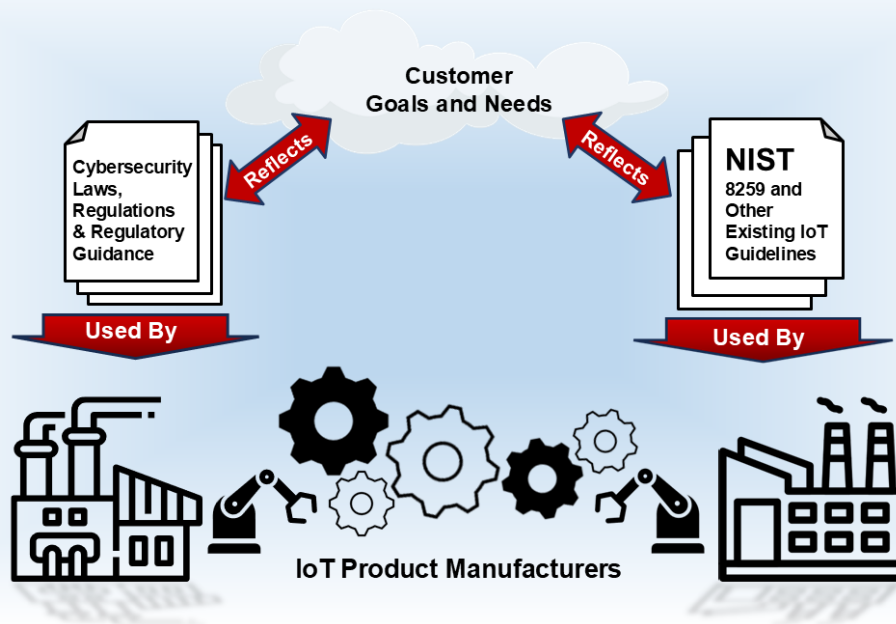 Customer
Goals and Needs
Reflects
Reflects
Cybersecurity
Laws,
Regulations
& Regulatory
Guidance
NIST
8259 and
Other
Existing IoT
Guidelines
Used By
Used By
IoT Product Manufacturers